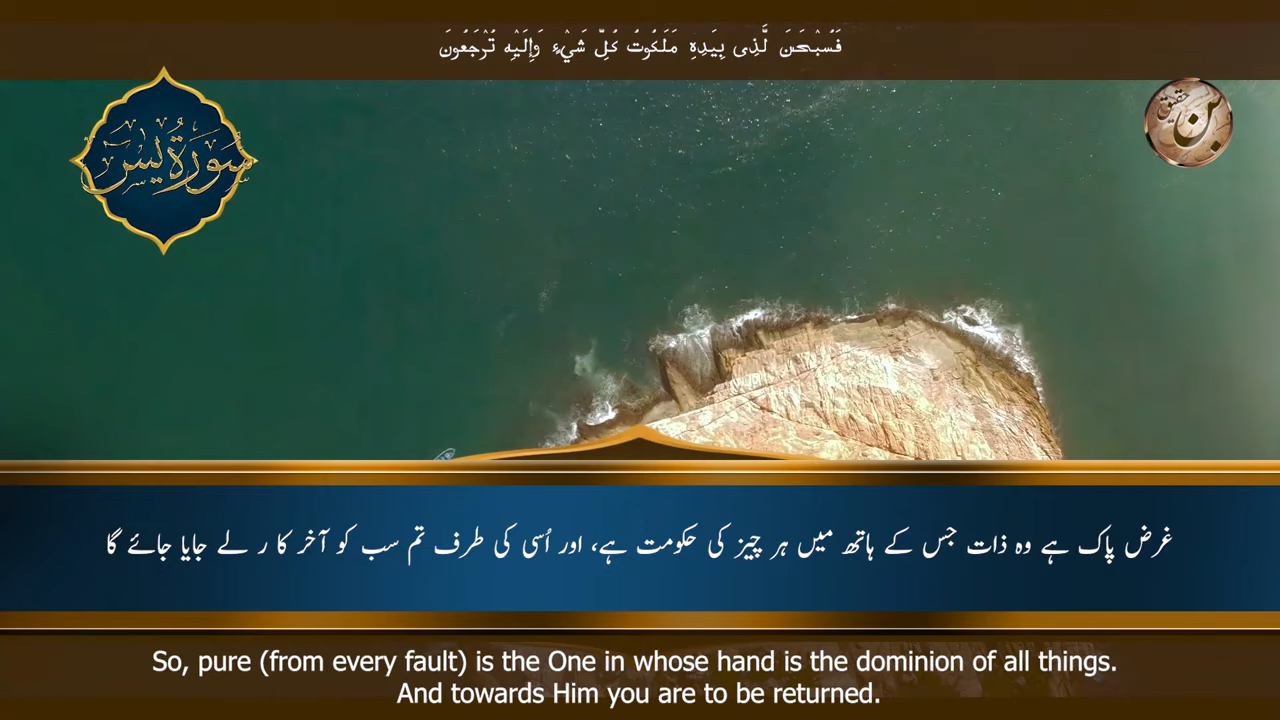 فَسُبْحَـٰنَ ٱلَّذِى بِيَدِهِۦ مَلَكُوتُ كُلِّ شَىْءٍ وَإِلَيْهِ تُرْجَعُونَ
سُورَةُ يٰسٓ
غرض پاک ہے وہ ذات جس کے ہاتھ میں ہر چیز کی حکومت ہے، اور اُسی کی طرف تم سب کو آخر کا ر لے جایا جائے گا
So, pure (from every fault) is the One in whose hand is the dominion of all things.
And towards Him you are to be returned.